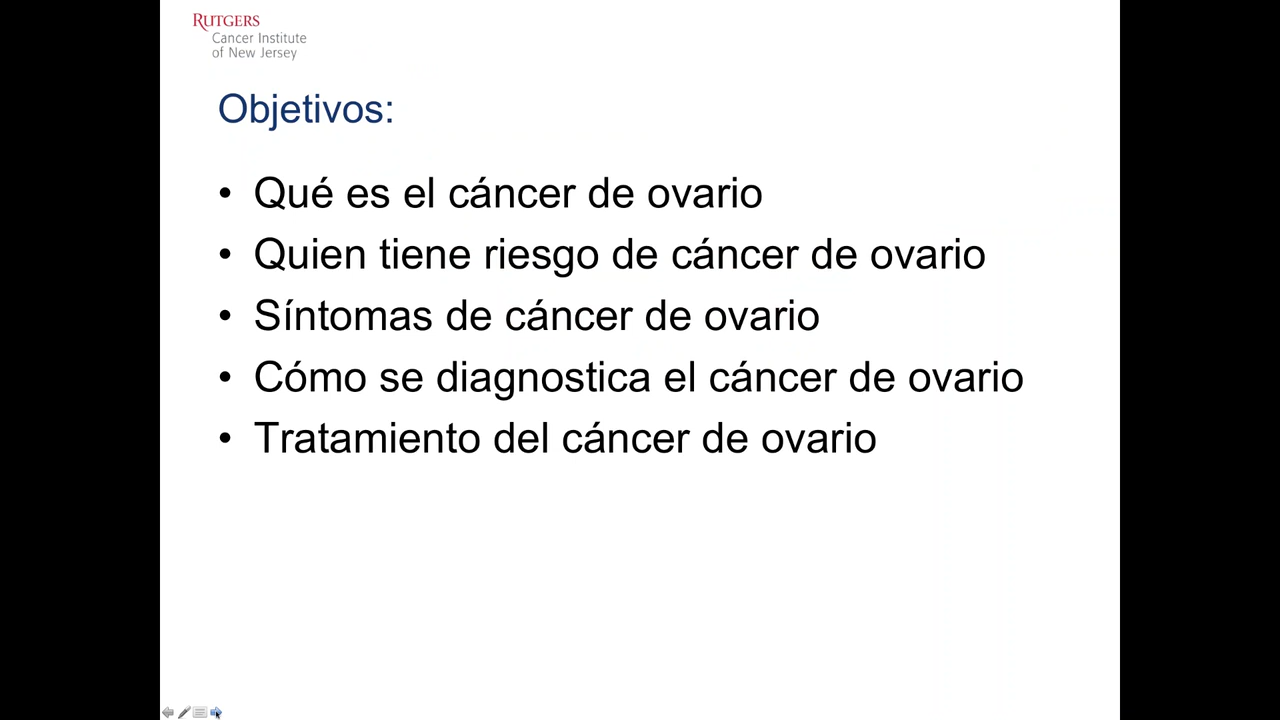 RUTGERS
Cancer Institute
of New Jersey
Objetivos:
• Qué es el cáncer de ovario
• Quien tiene riesgo de cáncer de ovario
• Síntomas de cáncer de ovario
• Cómo se diagnostica el cáncer de ovario
• Tratamiento del cáncer de ovario